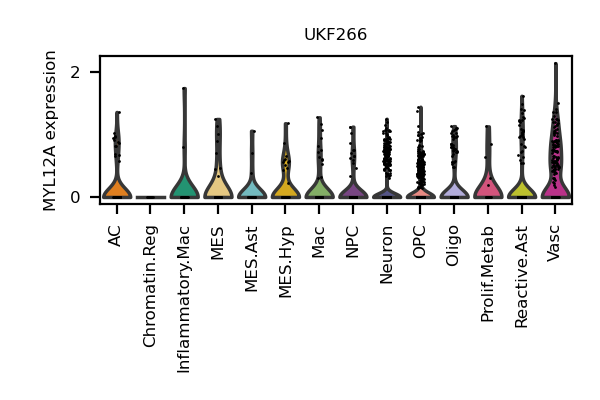 UKF266
MYL12A expression
2
0
AC
Chromatin.Reg
Inflammatory.Mac
MES
MES.Ast
MES.Hyp
Mac
NPC
Neuron
OPC
Oligo
Prolif.Metab
Reactive.Ast
Vasc